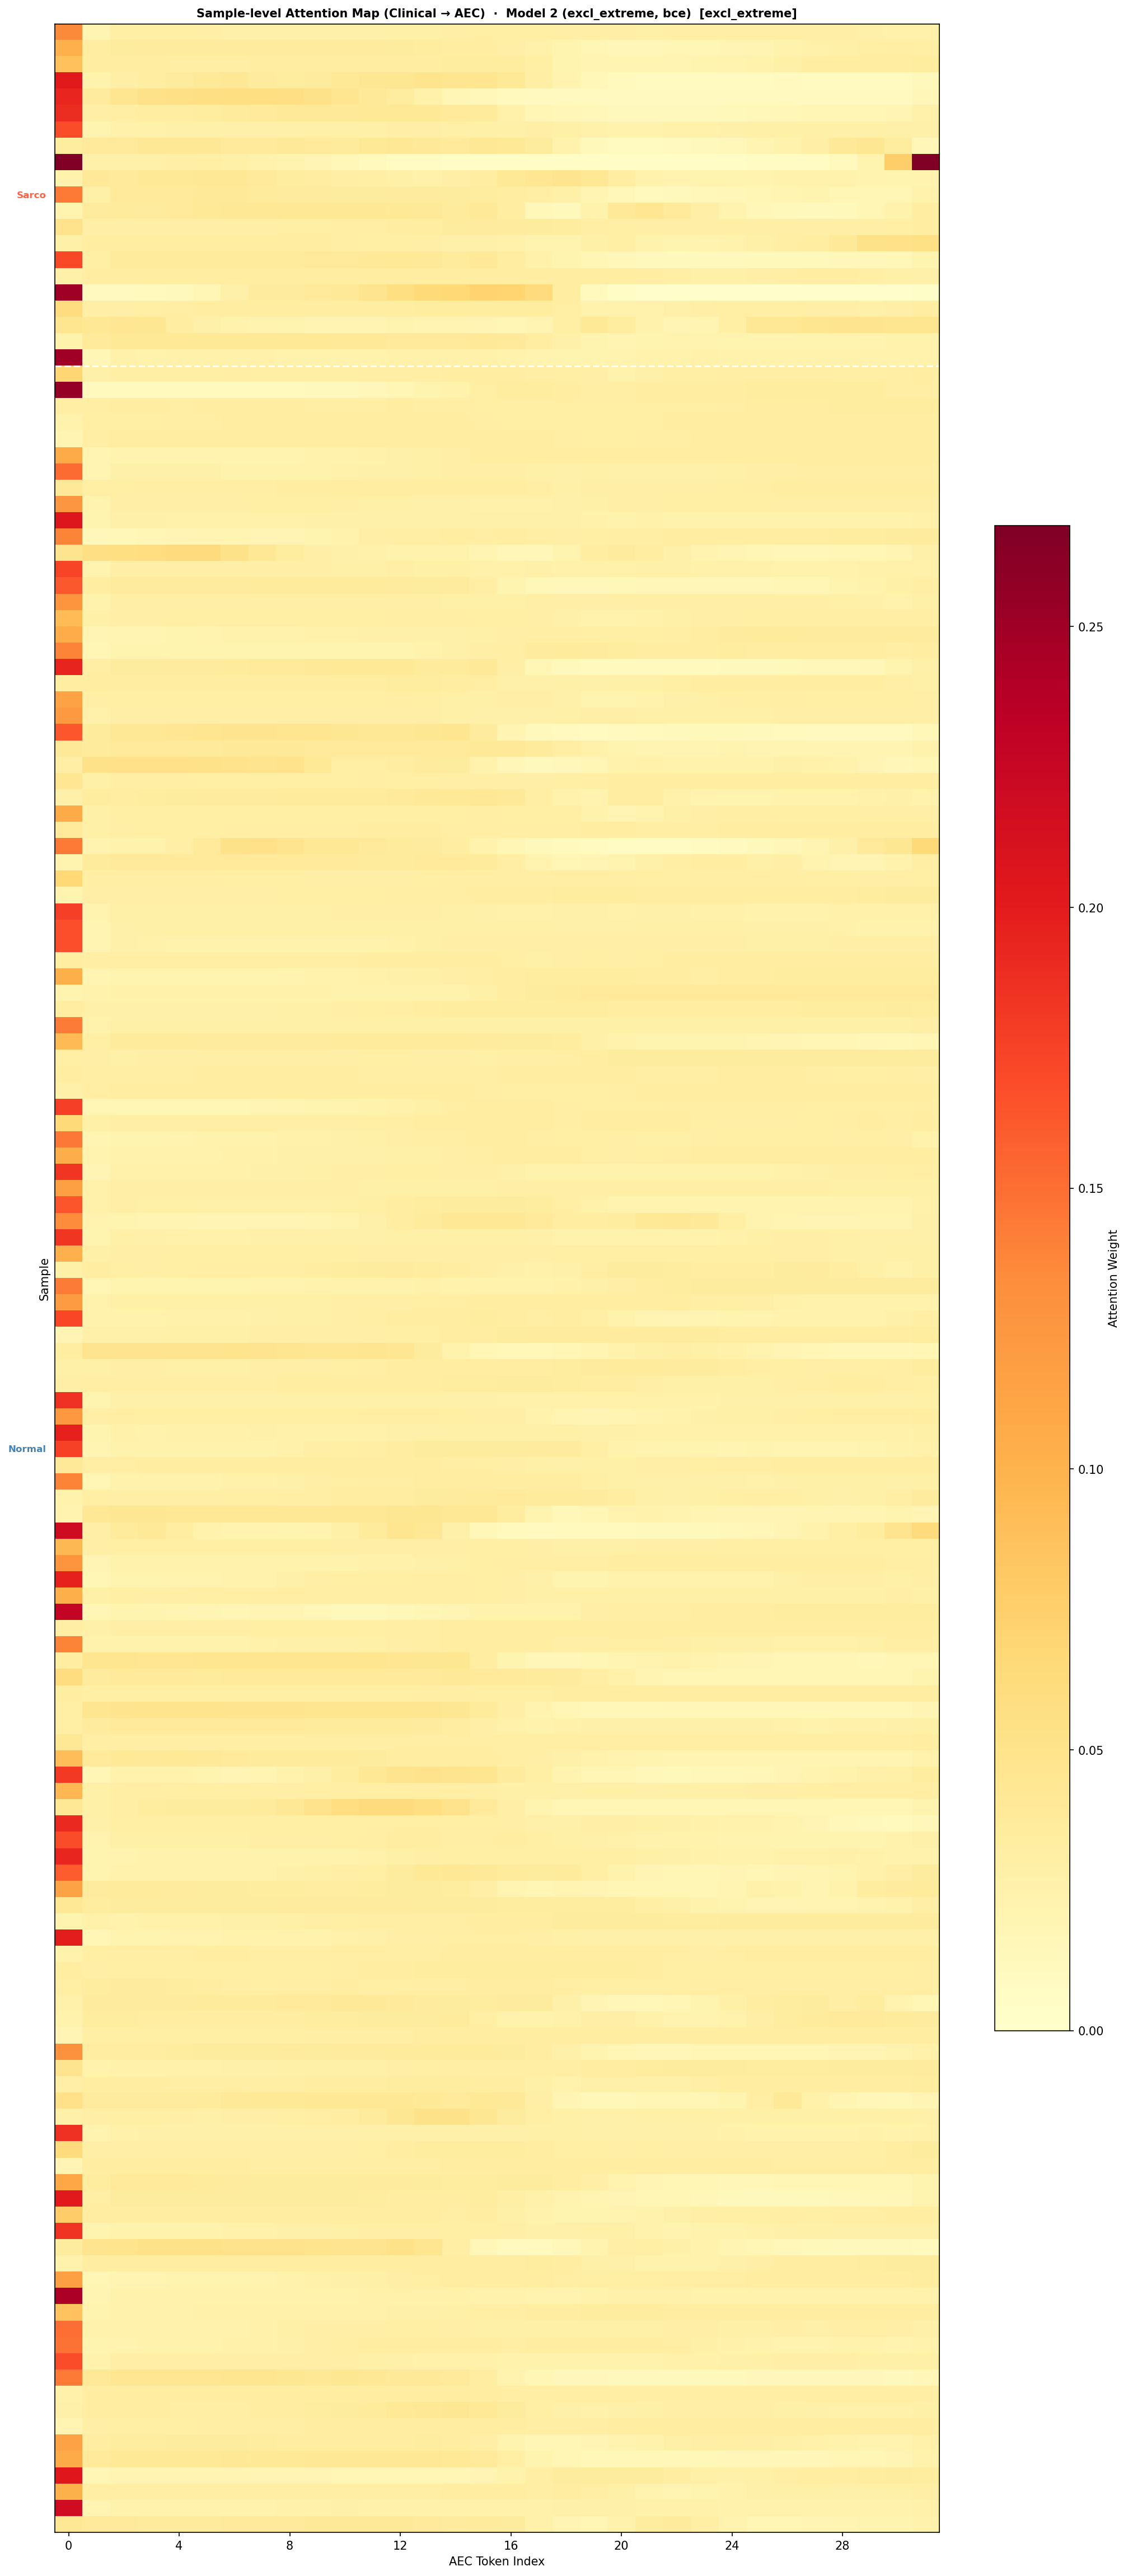 Sample-level Attention Map (Clinical → AEC)  ·  Model 2 (excl_extreme, bce)  [excl_extreme]
Sarco
Normal
Sample
0 4 8 12 16 20 24 28
AEC Token Index
0.25
0.20
0.15
0.10
0.05
0.00
Attention Weight